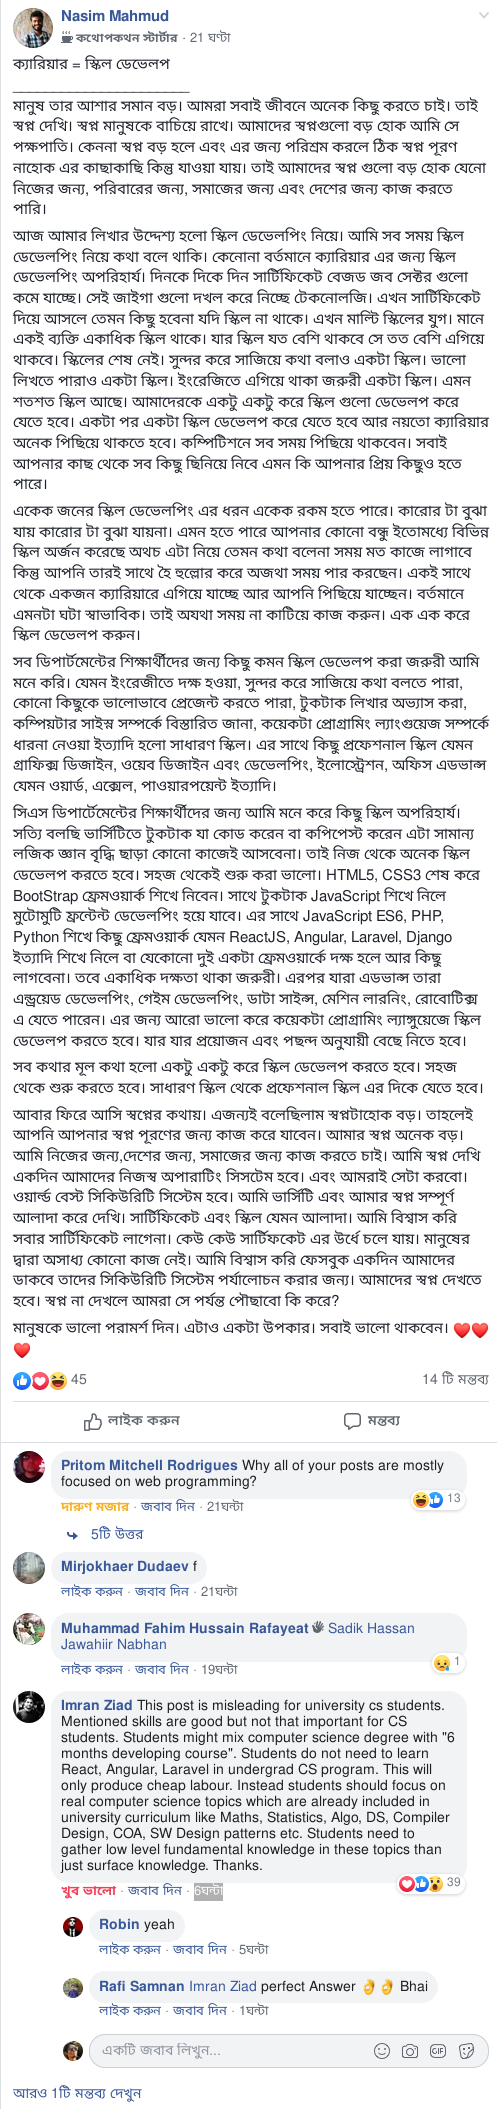 Nasim Mahmud
কথোপকথন স্টার্টার · 21 ঘণ্টা
ক্যারিয়ার = স্কিল ডেভেলপ
______________________
মানুষ তার আশার সমান বড়। আমরা সবাই জীবনে অনেক কিছু করতে চাই। তাই
স্বপ্ন দেখি। স্বপ্ন মানুষকে বাচিয়ে রাখে। আমাদের স্বপ্নগুলো বড় হোক আমি সে
পক্ষপাতি। কেননা স্বপ্ন বড় হলে এবং এর জন্য পরিশ্রম করলে ঠিক স্বপ্ন পূরণ
নাহোক এর কাছাকাছি কিন্তু যাওয়া যায়। তাই আমাদের স্বপ্ন গুলো বড় হোক যেনো
নিজের জন্য, পরিবারের জন্য, সমাজের জন্য এবং দেশের জন্য কাজ করতে
পারি।
আজ আমার লিখার উদ্দেশ্য হলো স্কিল ডেভেলপিং নিয়ে। আমি সব সময় স্কিল
ডেভেলপিং নিয়ে কথা বলে থাকি। কেনোনা বর্তমানে ক্যারিয়ার এর জন্য স্কিল
ডেভেলপিং অপরিহার্য। দিনকে দিকে দিন সার্টিফিকেট বেজড জব সেক্টর গুলো
কমে যাচ্ছে। সেই জাইগা গুলো দখল করে নিচ্ছে টেকনোলজি। এখন সার্টিফিকেট
দিয়ে আসলে তেমন কিছু হবেনা যদি স্কিল না থাকে। এখন মাল্টি স্কিলের যুগ। মানে
একই ব্যক্তি একাধিক স্কিল থাকে। যার স্কিল যত বেশি থাকবে সে তত বেশি এগিয়ে
থাকবে। স্কিলের শেষ নেই। সুন্দর করে সাজিয়ে কথা বলাও একটা স্কিল। ভালো
লিখতে পারাও একটা স্কিল। ইংরেজিতে এগিয়ে থাকা জরুরী একটা স্কিল। এমন
শতশত স্কিল আছে। আমাদেরকে একটু একটু করে স্কিল গুলো ডেভেলপ করে
যেতে হবে। একটা পর একটা স্কিল ডেভেলপ করে যেতে হবে আর নয়তো ক্যারিয়ার
অনেক পিছিয়ে থাকতে হবে। কম্পিটিশনে সব সময় পিছিয়ে থাকবেন। সবাই
আপনার কাছ থেকে সব কিছু ছিনিয়ে নিবে এমন কি আপনার প্রিয় কিছুও হতে
পারে।
একেক জনের স্কিল ডেভেলপিং এর ধরন একেক রকম হতে পারে। কারোর টা বুঝা
যায় কারোর টা বুঝা যায়না। এমন হতে পারে আপনার কোনো বন্ধু ইতোমধ্যে বিভিন্ন
স্কিল অর্জন করেছে অথচ এটা নিয়ে তেমন কথা বলেনা সময় মত কাজে লাগাবে
কিন্তু আপনি তারই সাথে হৈ হুল্লোর করে অজথা সময় পার করছেন। একই সাথে
থেকে একজন ক্যারিয়ারে এগিয়ে যাচ্ছে আর আপনি পিছিয়ে যাচ্ছেন। বর্তমানে
এমনটা ঘটা স্বাভাবিক। তাই অযথা সময় না কাটিয়ে কাজ করুন। এক এক করে
স্কিল ডেভেলপ করুন।
সব ডিপার্টমেন্টের শিক্ষার্থীদের জন্য কিছু কমন স্কিল ডেভেলপ করা জরুরী আমি
মনে করি। যেমন ইংরেজীতে দক্ষ হওয়া, সুন্দর করে সাজিয়ে কথা বলতে পারা,
কোনো কিছুকে ভালোভাবে প্রেজেন্ট করতে পারা, টুকটাক লিখার অভ্যাস করা,
কম্পিয়টার সাইন্স সম্পর্কে বিস্তারিত জানা, কয়েকটা প্রোগ্রামিং ল্যাংগুয়েজ সম্পর্কে
ধারনা নেওয়া ইত্যাদি হলো সাধারণ স্কিল। এর সাথে কিছু প্রফেশনাল স্কিল যেমন
গ্রাফিক্স ডিজাইন, ওয়েব ডিজাইন এবং ডেভেলপিং, ইলোস্ট্রেশন, অফিস এডভান্স
যেমন ওয়ার্ড, এক্সেল, পাওয়ারপয়েন্ট ইত্যাদি।
সিএস ডিপার্টেমেন্টের শিক্ষার্থীদের জন্য আমি মনে করে কিছু স্কিল অপরিহার্য।
সত্যি বলছি ভার্সিটিতে টুকটাক যা কোড করেন বা কপিপেস্ট করেন এটা সামান্য
লজিক জ্ঞান বৃদ্ধি ছাড়া কোনো কাজেই আসবেনা। তাই নিজ থেকে অনেক স্কিল
ডেভেলপ করতে হবে। সহজ থেকেই শুরু করা ভালো। HTML5, CSS3 শেষ করে
BootStrap ফ্রেমওয়ার্ক শিখে নিবেন। সাথে টুকটাক JavaScript শিখে নিলে
মুটোমুটি ফ্রন্টেন্ট ডেভেলপিং হয়ে যাবে। এর সাথে JavaScript ES6, PHP,
Python শিখে কিছু ফ্রেমওয়ার্ক যেমন ReactJS, Angular, Laravel, Django
ইত্যাদি শিখে নিলে বা যেকোনো দুই একটা ফ্রেমওয়ার্কে দক্ষ হলে আর কিছু
লাগবেনা। তবে একাধিক দক্ষতা থাকা জরুরী। এরপর যারা এডভান্স তারা
এন্ড্রয়েড ডেভেলপিং, গেইম ডেভেলপিং, ডাটা সাইন্স, মেশিন লারনিং, রোবোটিক্স
এ যেতে পারেন। এর জন্য আরো ভালো করে কয়েকটা প্রোগ্রামিং ল্যাঙ্গুয়েজে স্কিল
ডেভেলপ করতে হবে। যার যার প্রয়োজন এবং পছন্দ অনুযায়ী বেছে নিতে হবে।
সব কথার মূল কথা হলো একটু একটু করে স্কিল ডেভেলপ করতে হবে। সহজ
থেকে শুরু করতে হবে। সাধারণ স্কিল থেকে প্রফেশনাল স্কিল এর দিকে যেতে হবে।
আবার ফিরে আসি স্বপ্নের কথায়। এজন্যই বলেছিলাম স্বপ্নটাহোক বড়। তাহলেই
আপনি আপনার স্বপ্ন পূরণের জন্য কাজ করে যাবেন। আমার স্বপ্ন অনেক বড়।
আমি নিজের জন্য,দেশের জন্য, সমাজের জন্য কাজ করতে চাই। আমি স্বপ্ন দেখি
একদিন আমাদের নিজস্ব অপারাটিং সিসটেম হবে। এবং আমরাই সেটা করবো।
ওয়ার্ল্ড বেস্ট সিকিউরিটি সিস্টেম হবে। আমি ভার্সিটি এবং আমার স্বপ্ন সম্পূর্ণ
আলাদা করে দেখি। সার্টিফিকেট এবং স্কিল যেমন আলাদা। আমি বিশ্বাস করি
সবার সার্টিফিকেট লাগেনা। কেউ কেউ সার্টিফকেট এর উর্ধে চলে যায়। মানুষের
দ্বারা অসাধ্য কোনো কাজ নেই। আমি বিশ্বাস করি ফেসবুক একদিন আমাদের
ডাকবে তাদের সিকিউরিটি সিস্টেম পর্যালোচন করার জন্য। আমাদের স্বপ্ন দেখতে
হবে। স্বপ্ন না দেখলে আমরা সে পর্যন্ত পৌছাবো কি করে?
মানুষকে ভালো পরামর্স দিন। এটাও একটা উপকার। সবাই ভালো থাকবেন। ❤️❤️
❤️
45 14 টি মন্তব্য
লাইক করুন মন্তব্য
Pritom Mitchell Rodrigues Why all of your posts are mostly
focused on web programming?
13
দারুণ মজার · জবাব দিন · 21ঘন্টা
5টি উত্তর
Mirjokhaer Dudaev f
লাইক করুন · জবাব দিন · 21ঘন্টা
Muhammad Fahim Hussain Rafayeat Sadik Hassan
Jawahiir Nabhan
1
লাইক করুন · জবাব দিন · 19ঘন্টা
Imran Ziad This post is misleading for university cs students.
Mentioned skills are good but not that important for CS
students. Students might mix computer science degree with "6
months developing course". Students do not need to learn
React, Angular, Laravel in undergrad CS program. This will
only produce cheap labour. Instead students should focus on
real computer science topics which are already included in
university curriculum like Maths, Statistics, Algo, DS, Compiler
Design, COA, SW Design patterns etc. Students need to
gather low level fundamental knowledge in these topics than
just surface knowledge. Thanks.
39
খুব ভালো · জবাব দিন · 6ঘন্টা
Robin yeah
লাইক করুন · জবাব দিন · 5ঘন্টা
Rafi Samnan Imran Ziad perfect Answer 👌👌 Bhai
লাইক করুন · জবাব দিন · 1ঘন্টা
একটি জবাব লিখুন... GIF
আরও 1টি মন্তব্য দেখুন